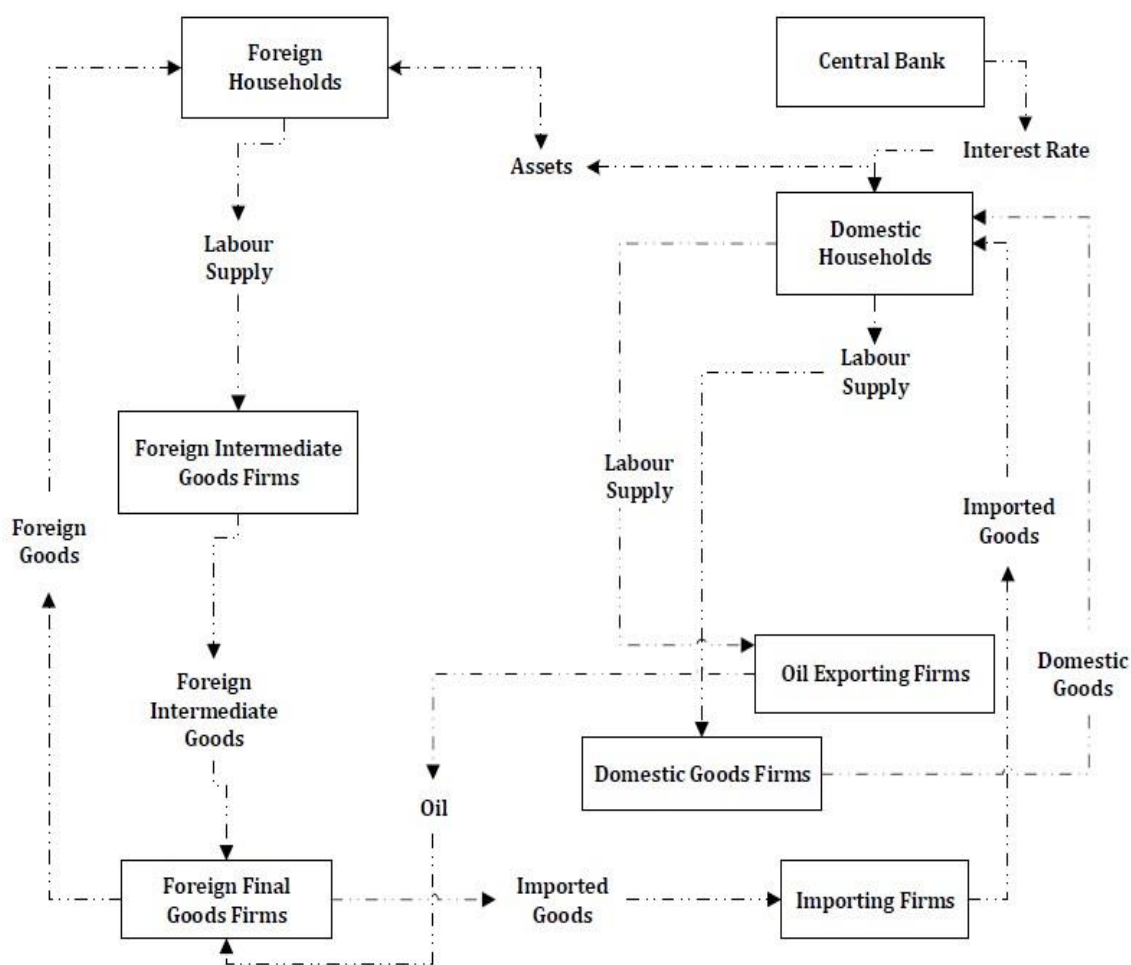 Foreign
Households
Central Bank
Assets
Interest Rate
Labour
Supply
Domestic
Households
Labour
Supply
Foreign Intermediate
Goods Firms
Labour
Supply
Imported
Goods
Foreign
Goods
Foreign
Intermediate
Goods
Oil Exporting Firms
Domestic
Goods
Domestic Goods Firms
Oil
Foreign Final
Goods Firms
Imported
Goods
Importing Firms